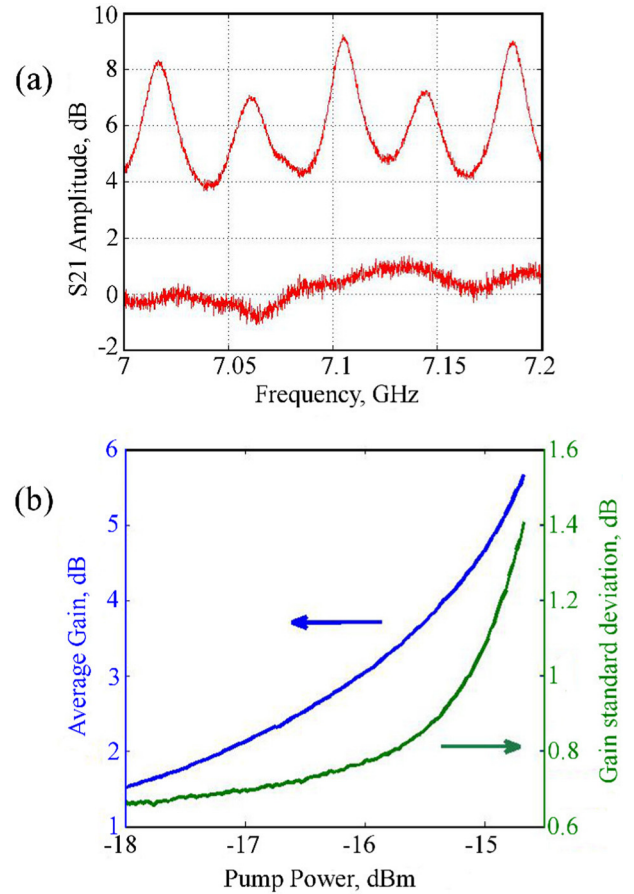 (a)
S21 Amplitude, dB
10
8
6
4
2
0
-2
7 7.05 7.1 7.15 7.2
Frequency, GHz
(b)
Average Gain, dB
6
5
4
3
2
1
1.6
1.4
1.2
1
0.8
0.6
Gain standard deviation, dB
-18 -17 -16 -15
Pump Power, dBm